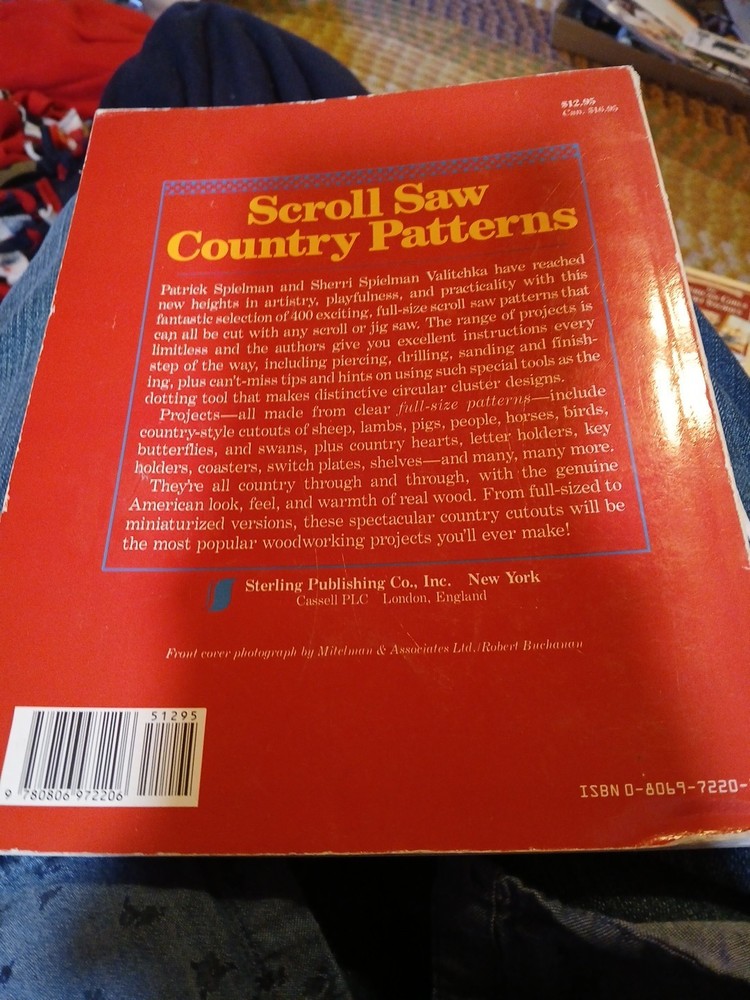 $12.95
Can. $16.95
Scroll Saw
Country Patterns
Patrick Spielman and Sherri Spielman Valitchka have reached
new heights in artistry, playfulness, and practicality with this
fantastic selection of 400 exciting, full-size scroll saw patterns that
can all be cut with any scroll or jig saw. The range of projects is
limitless and the authors give you excellent instructions every
step of the way, including piercing, drilling, sanding and finish-
ing, plus can't-miss tips and hints on using such special tools as the
dotting tool that makes distinctive circular cluster designs.
Projects—all made from clear full-size patterns—include
country-style cutouts of sheep, lambs, pigs, people, horses, birds,
butterflies, and swans, plus country hearts, letter holders, key
holders, coasters, switch plates, shelves—and many, many more.
They're all country through and through, with the genuine
American look, feel, and warmth of real wood. From full-sized to
miniaturized versions, these spectacular country cutouts will be
the most popular woodworking projects you'll ever make!
Sterling Publishing Co., Inc. New York
Cassell PLC London, England
Front cover photograph by Mitelman & Associates Ltd./Robert Buchanan
51295
9 780806 972206
ISBN 0-8069-7220-